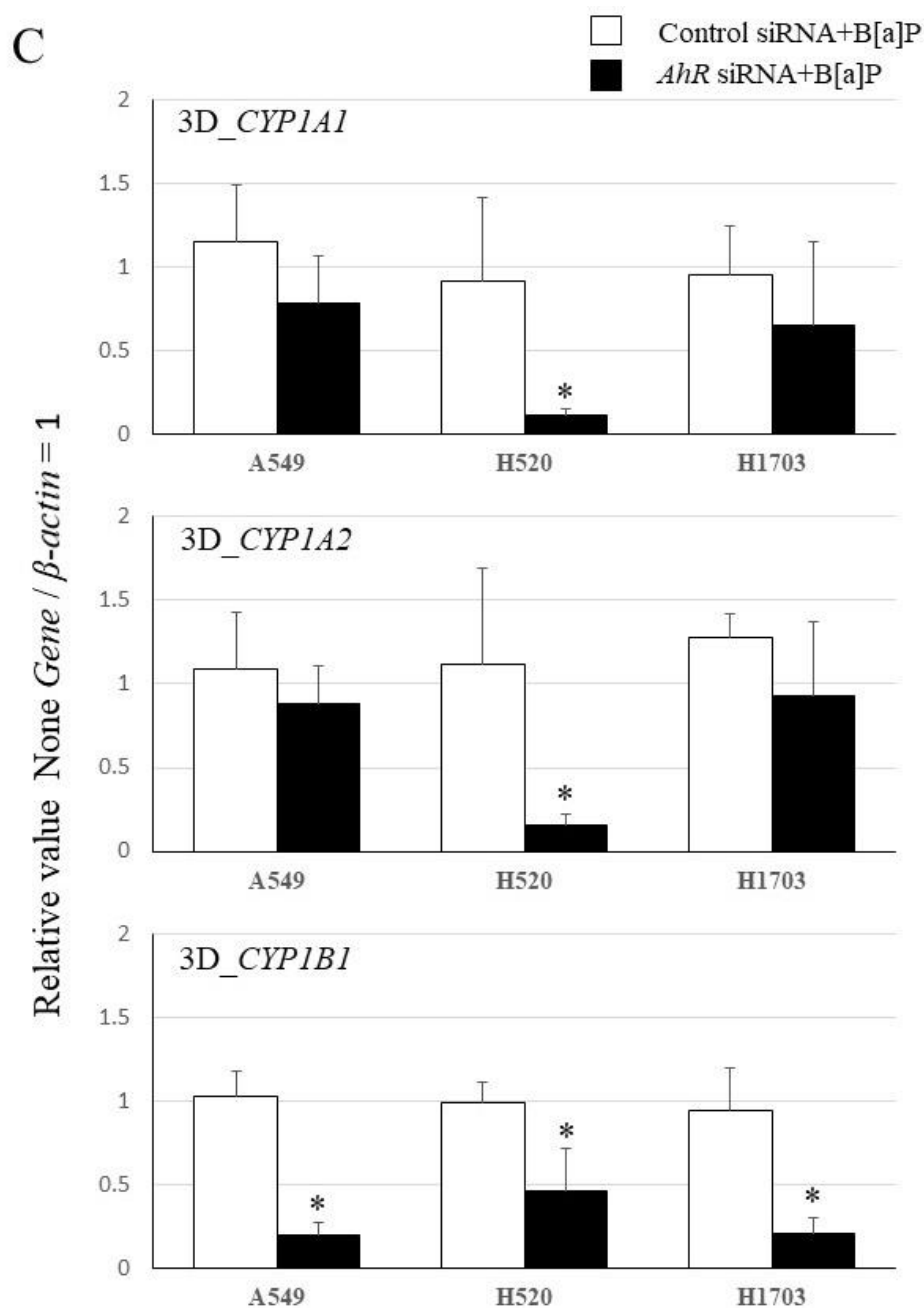 C
Control siRNA+B[a]P
AhR siRNA+B[a]P
Relative value None Gene / β-actin = 1
3D_CYP1A1
2
1.5
1
0.5
0
*
A549 H520 H1703
3D_CYP1A2
2
1.5
1
0.5
0
*
A549 H520 H1703
3D_CYP1B1
2
1.5
1
0.5
0
* * *
A549 H520 H1703